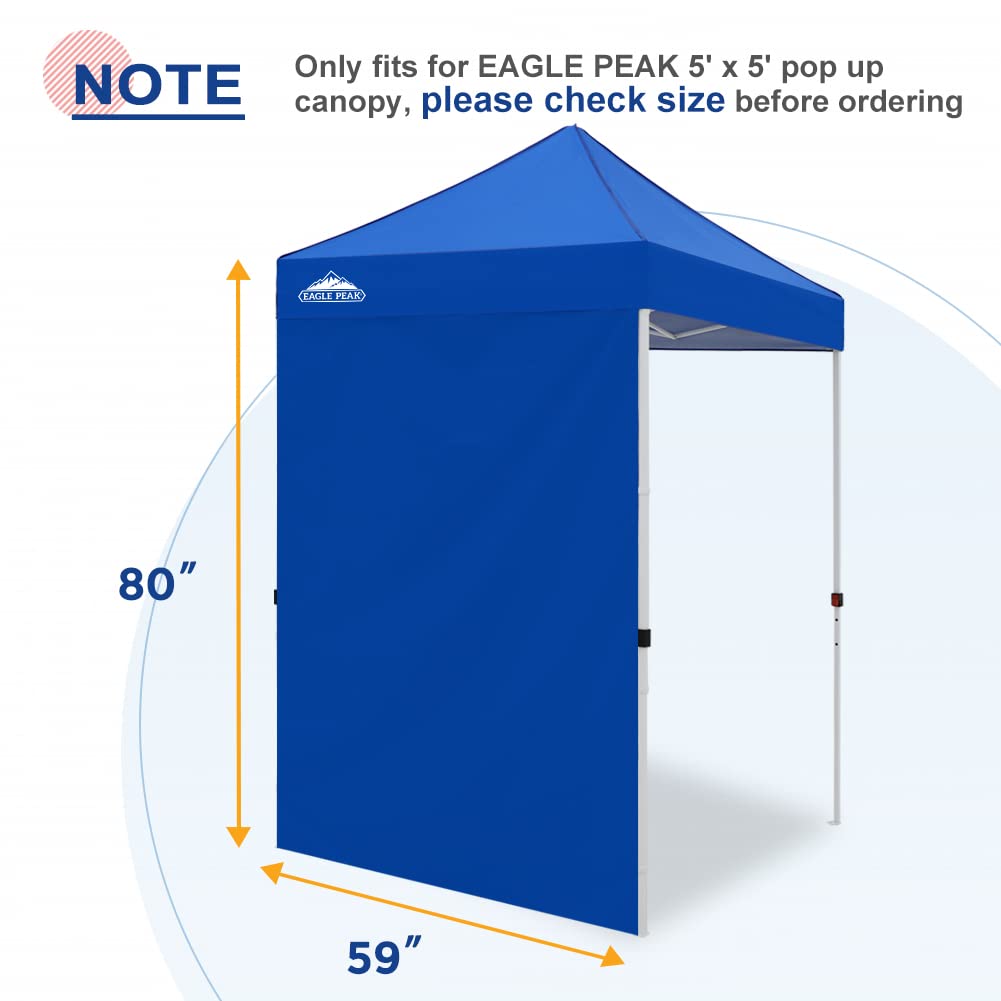 NOTE
Only fits for EAGLE PEAK 5' x 5' pop up
canopy, please check size before ordering
EAGLE PEAK
80"
59"